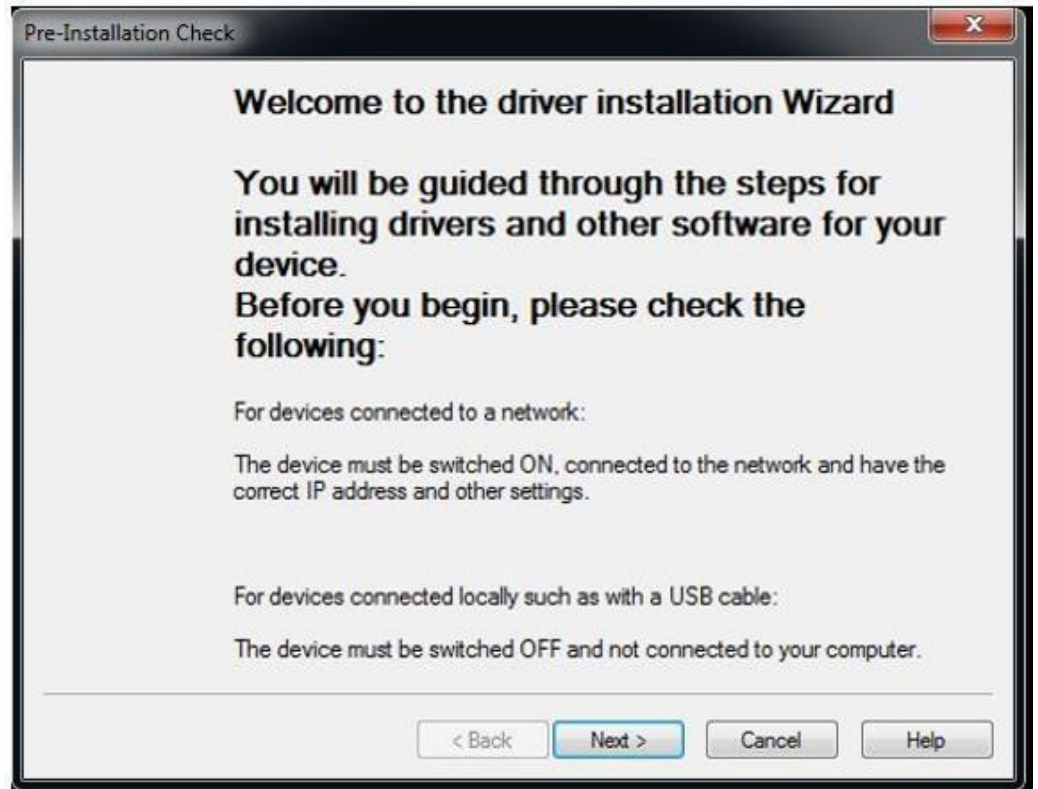 Pre-Installation Check
Welcome to the driver installation Wizard
You will be guided through the steps for
installing drivers and other software for your
device.
Before you begin, please check the
following:
For devices connected to a network:
The device must be switched ON, connected to the network and have the
correct IP address and other settings.
For devices connected locally such as with a USB cable:
The device must be switched OFF and not connected to your computer.
< Back Next > Cancel Help